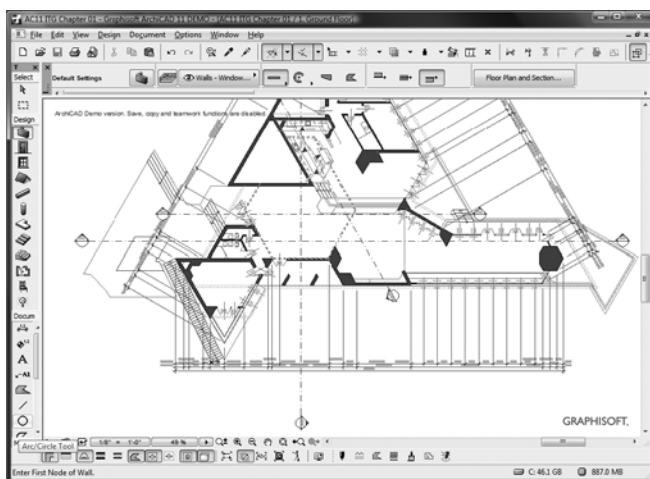 AC11 ITG Chapter 01 - Graphisoft ArchiCAD 11 DEMO - [AC11 ITG Chapter 01 / 1. Ground Floor]
File Edit View Design Document Options Window Help
Select
Default Settings
Walls - Window...
Floor Plan and Section...
ArchiCAD Demo version. Save, copy and teamwork functions are disabled.
Design
Docum
A
A1
GRAPHISOFT.
1/8" = 1'-0"
49 %
Arc/Circle Tool
Enter First Node of Wall.
C: 46.1 GB
887.0 MB